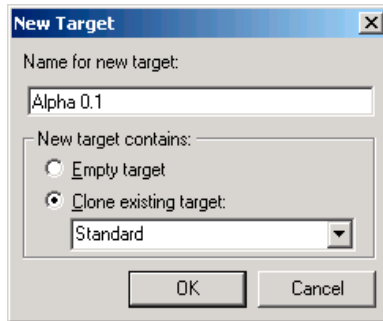 New Target
Name for new target:
Alpha 0.1
New target contains:
Empty target
Clone existing target:
Standard
OK Cancel